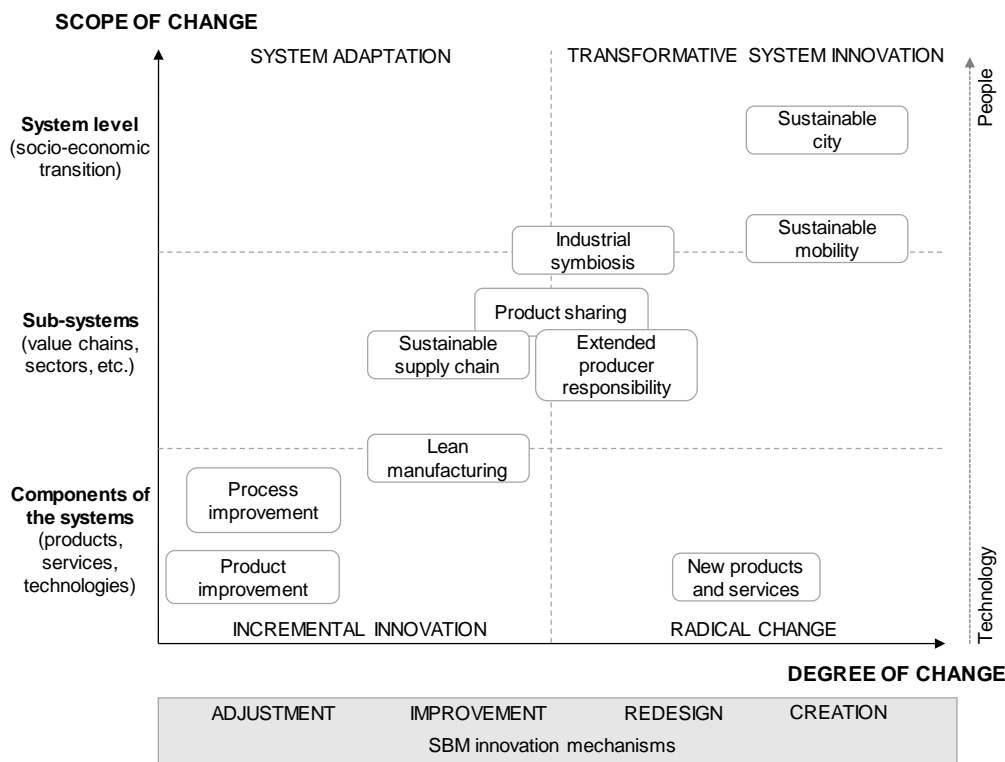 SCOPE OF CHANGE
SYSTEM ADAPTATION
TRANSFORMATIVE SYSTEM INNOVATION
People
System level
(socio-economic
transition)
Sustainable
city
Sustainable
mobility
Industrial
symbiosis
Sub-systems
(value chains,
sectors, etc.)
Product sharing
Sustainable
supply chain
Extended
producer
responsibility
Lean
manufacturing
Components of
the systems
(products,
services,
technologies)
Process
improvement
Product
improvement
New products
and services
Technology
INCREMENTAL INNOVATION
RADICAL CHANGE
DEGREE OF CHANGE
ADJUSTMENT
IMPROVEMENT
REDESIGN
CREATION
SBM innovation mechanisms